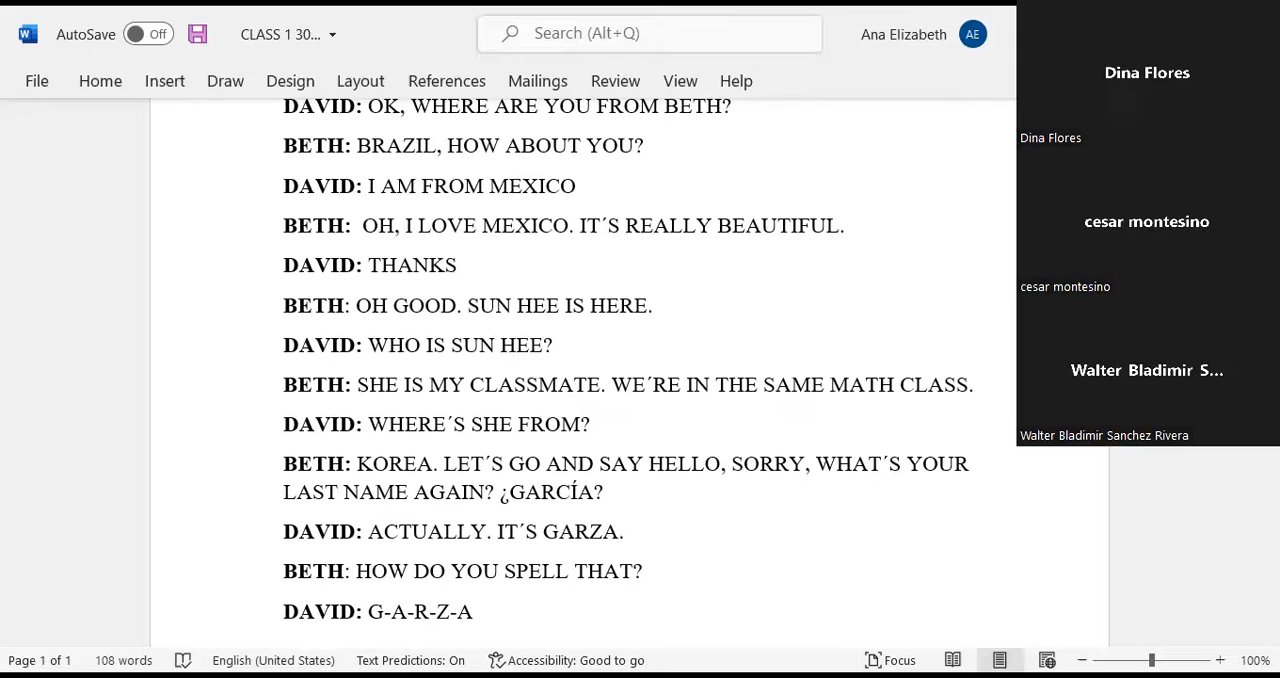 AutoSave Off CLASS 1 30... Search (Alt+Q) Ana Elizabeth AE
File Home Insert Draw Design Layout References Mailings Review View Help
DAVID: OK, WHERE ARE YOU FROM BETH?
BETH: BRAZIL, HOW ABOUT YOU?
DAVID: I AM FROM MEXICO
BETH: OH, I LOVE MEXICO. IT´S REALLY BEAUTIFUL.
DAVID: THANKS
BETH: OH GOOD. SUN HEE IS HERE.
DAVID: WHO IS SUN HEE?
BETH: SHE IS MY CLASSMATE. WE´RE IN THE SAME MATH CLASS.
DAVID: WHERE´S SHE FROM?
BETH: KOREA. LET´S GO AND SAY HELLO, SORRY, WHAT´S YOUR
LAST NAME AGAIN? ¿GARCÍA?
DAVID: ACTUALLY. IT´S GARZA.
BETH: HOW DO YOU SPELL THAT?
DAVID: G-A-R-Z-A
Page 1 of 1 108 words English (United States) Text Predictions: On Accessibility: Good to go Focus 100%
Dina Flores
Dina Flores
cesar montesino
cesar montesino
Walter Bladimir S...
Walter Bladimir Sanchez Rivera